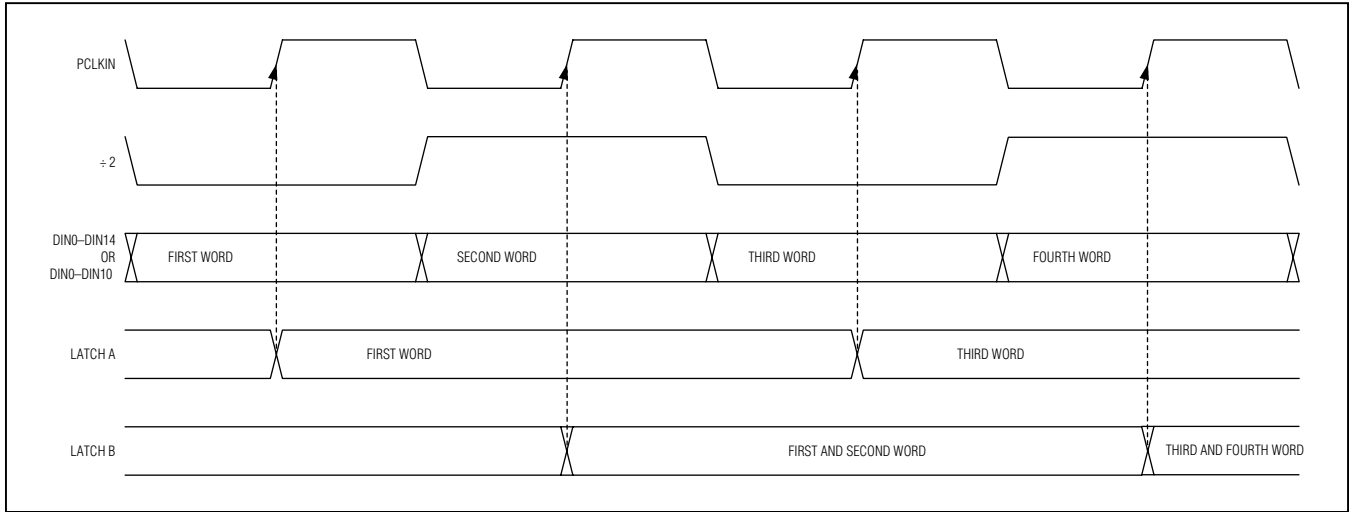 PCLKIN
÷ 2
DIN0–DIN14
OR
DIN0–DIN10
FIRST WORD
SECOND WORD
THIRD WORD
FOURTH WORD
LATCH A
FIRST WORD
THIRD WORD
LATCH B
FIRST AND SECOND WORD
THIRD AND FOURTH WORD